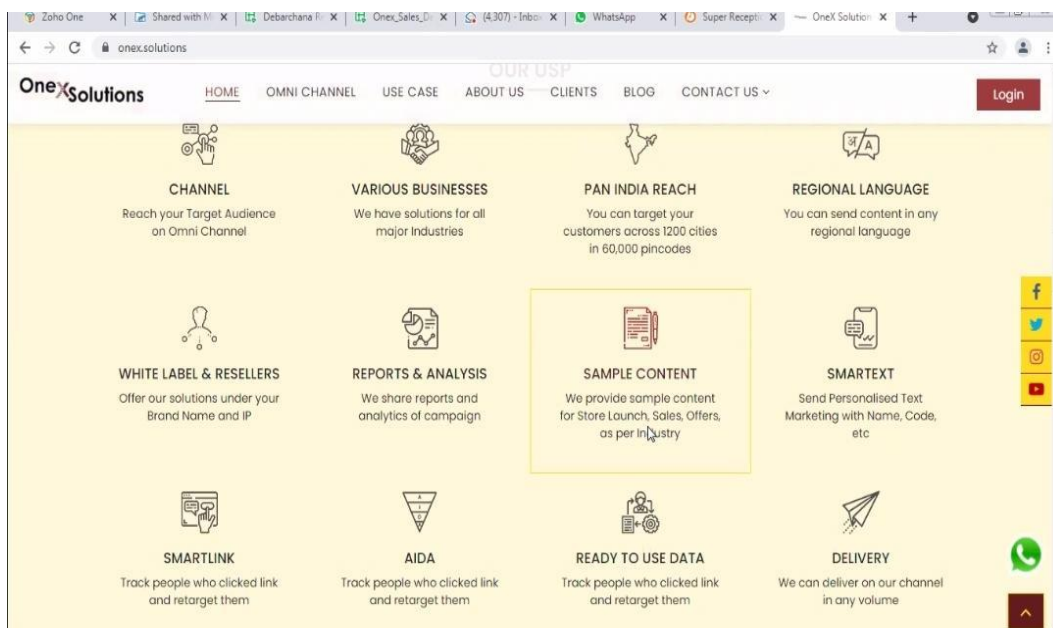 Zoho One
Shared with M
Debarchana R
Onex_Sales_D
(4,307) - Inbo
WhatsApp
Super Recepti
OneX Solution
onex.solutions
OUR USP
OneXSolutions
HOME
OMNI CHANNEL
USE CASE
ABOUT US
CLIENTS
BLOG
CONTACT US
Login
अ/A
CHANNEL
Reach your Target Audience
on Omni Channel
VARIOUS BUSINESSES
We have solutions for all
major Industries
PAN INDIA REACH
You can target your
customers across 1200 cities
in 60,000 pincodes
REGIONAL LANGUAGE
You can send content in any
regional language
WHITE LABEL & RESELLERS
Offer our solutions under your
Brand Name and IP
REPORTS & ANALYSIS
We share reports and
analytics of campaign
SAMPLE CONTENT
We provide sample content
for Store Launch, Sales, Offers,
as per Industry
SMARTEXT
Send Personalised Text
Marketing with Name, Code,
etc
SMARTLINK
Track people who clicked link
and retarget them
AIDA
Track people who clicked link
and retarget them
READY TO USE DATA
Track people who clicked link
and retarget them
DELIVERY
We can deliver on our channel
in any volume